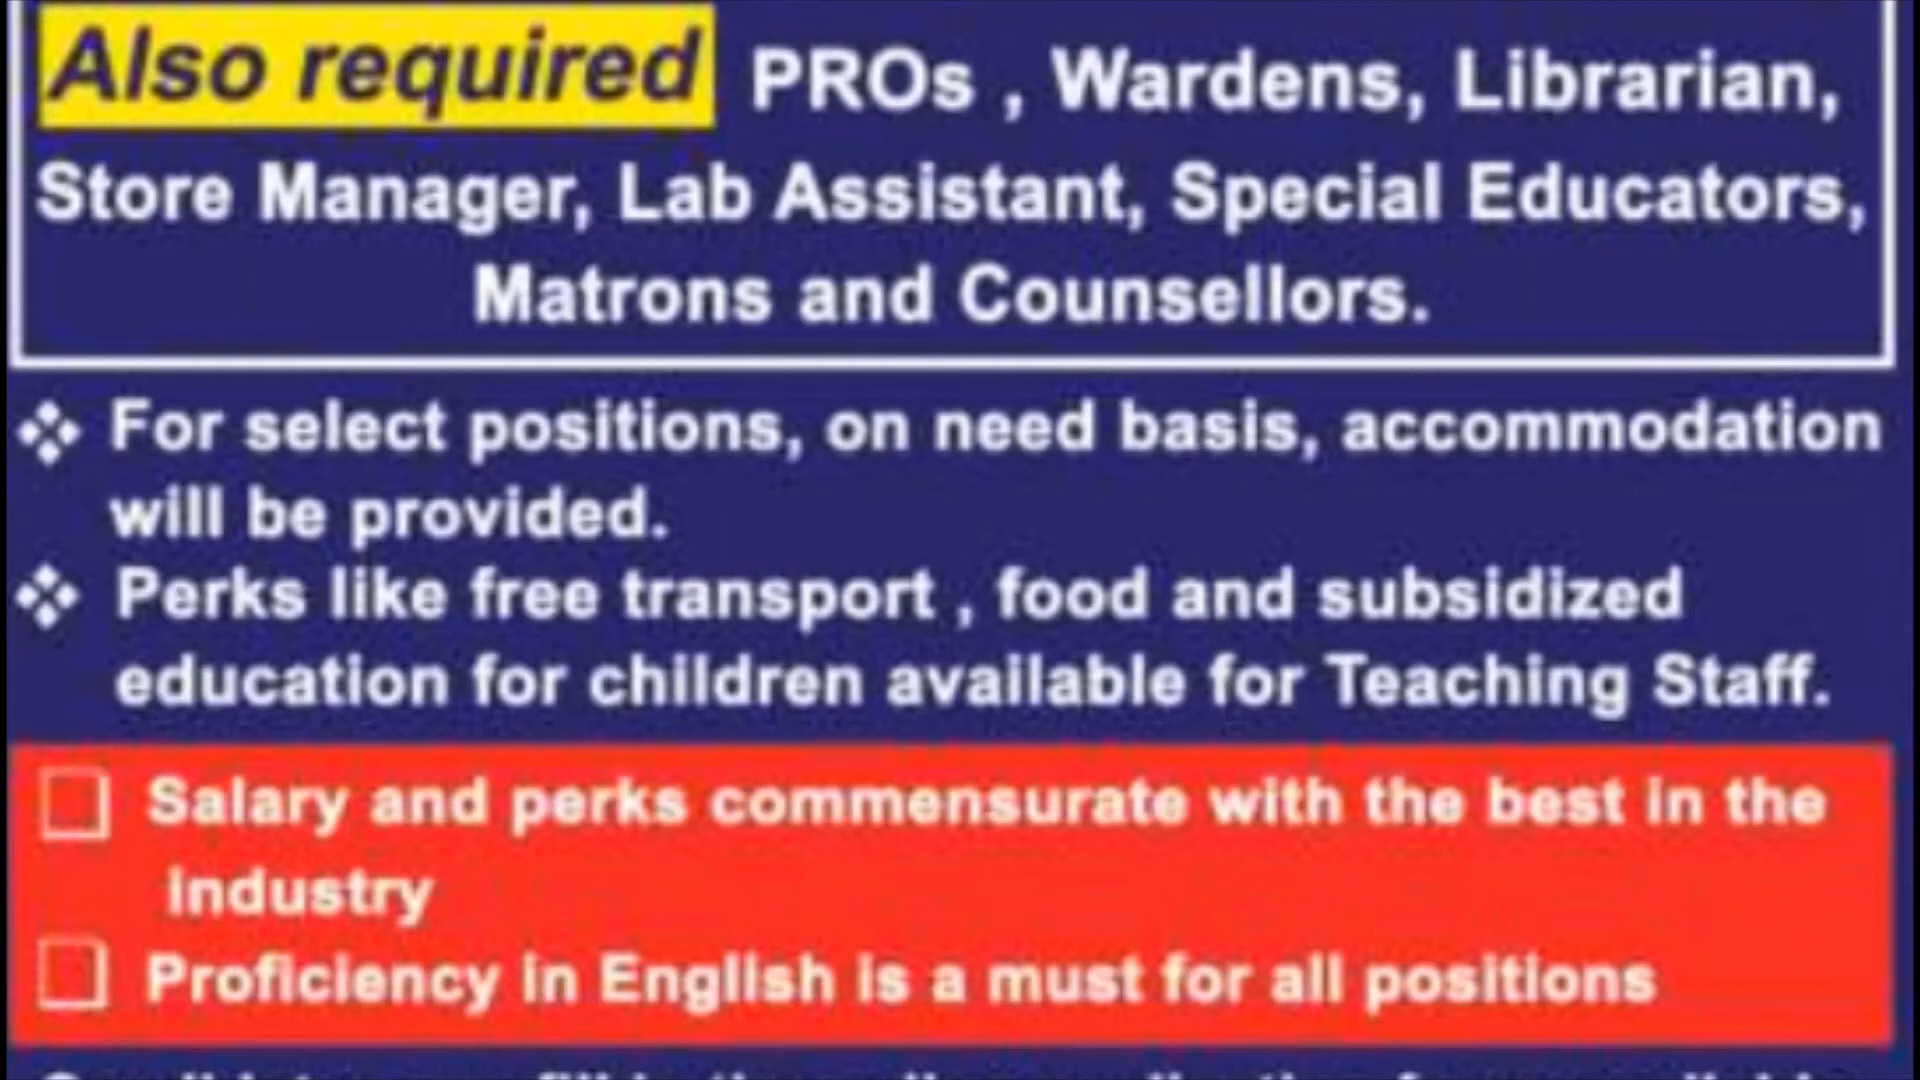 Also required PROs , Wardens, Librarian,
Store Manager, Lab Assistant, Special Educators,
Matrons and Counsellors.
❖ For select positions, on need basis, accommodation
will be provided.
❖ Perks like free transport , food and subsidized
education for children available for Teaching Staff.
❑ Salary and perks commensurate with the best in the
industry
❑ Proficiency in English is a must for all positions